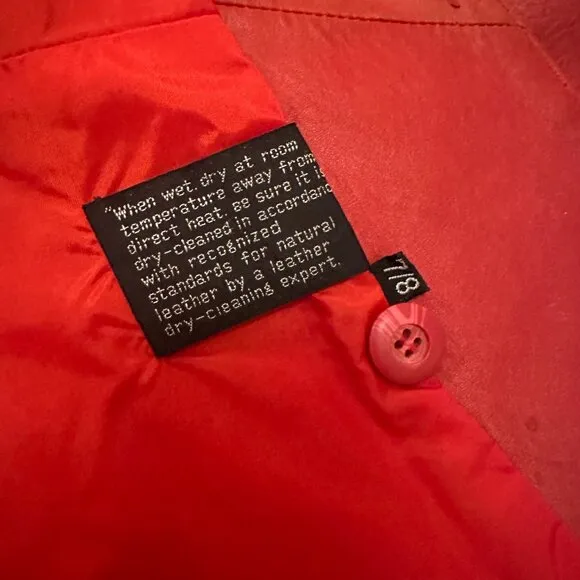 "When wet, dry at room
temperature away from
direct heat. Be sure it is
dry-cleaned in accordanc
with recognized
standards for natural
leather by a leather
dry-cleaning expert.
7/8